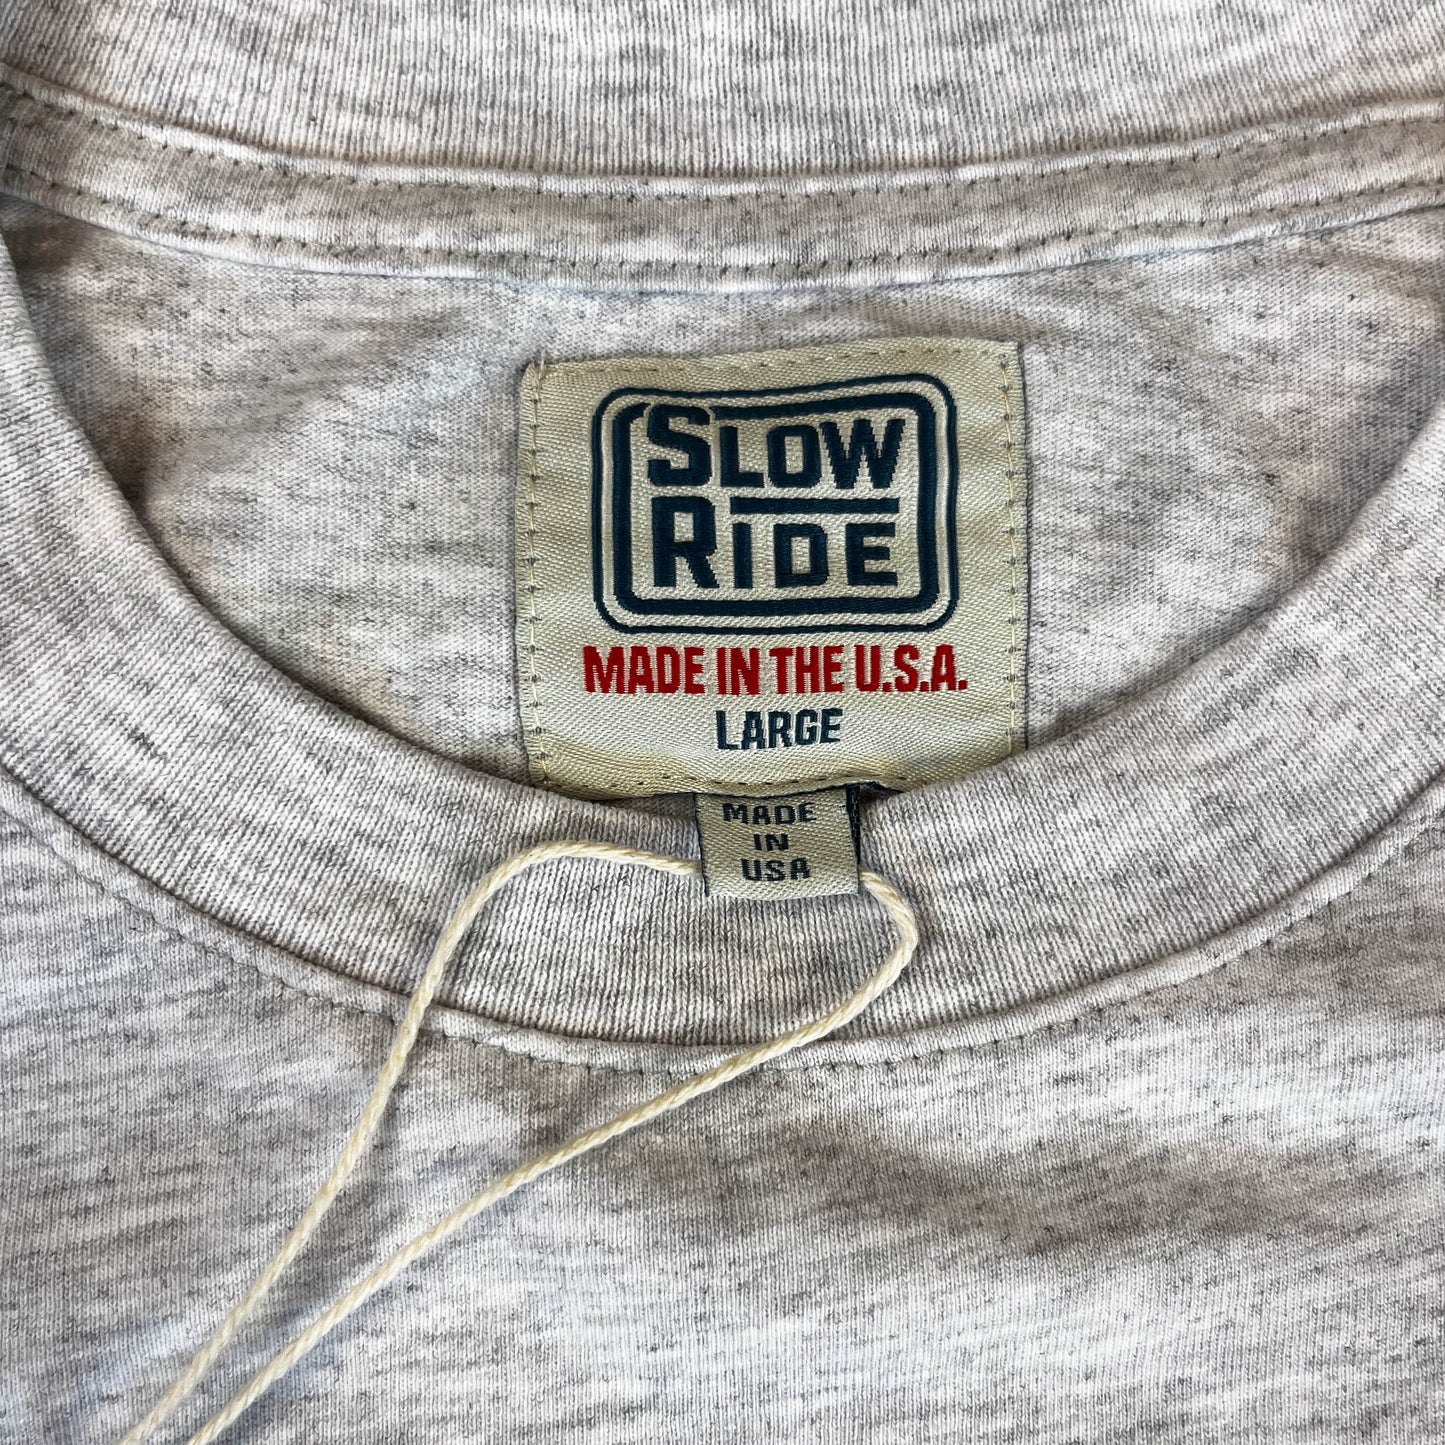 SLOW
RIDE
MADE IN THE U.S.A.
LARGE
MADE
IN
USA